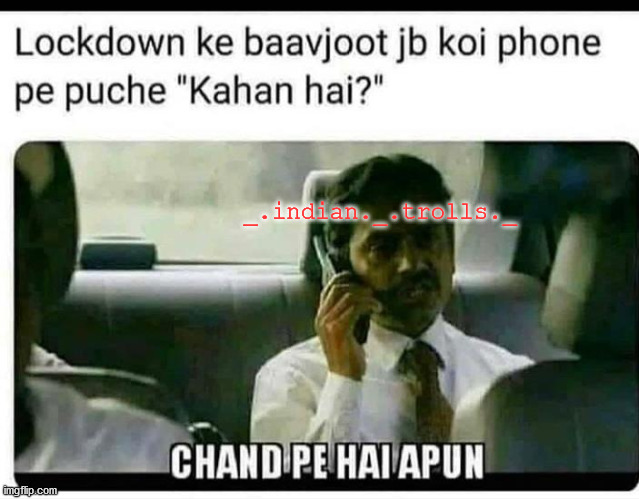 Lockdown ke baavjoot jb koi phone
pe puche "Kahan hai?"
_.indian._.trolls._
CHAND PE HAI APUN
imgflip.com